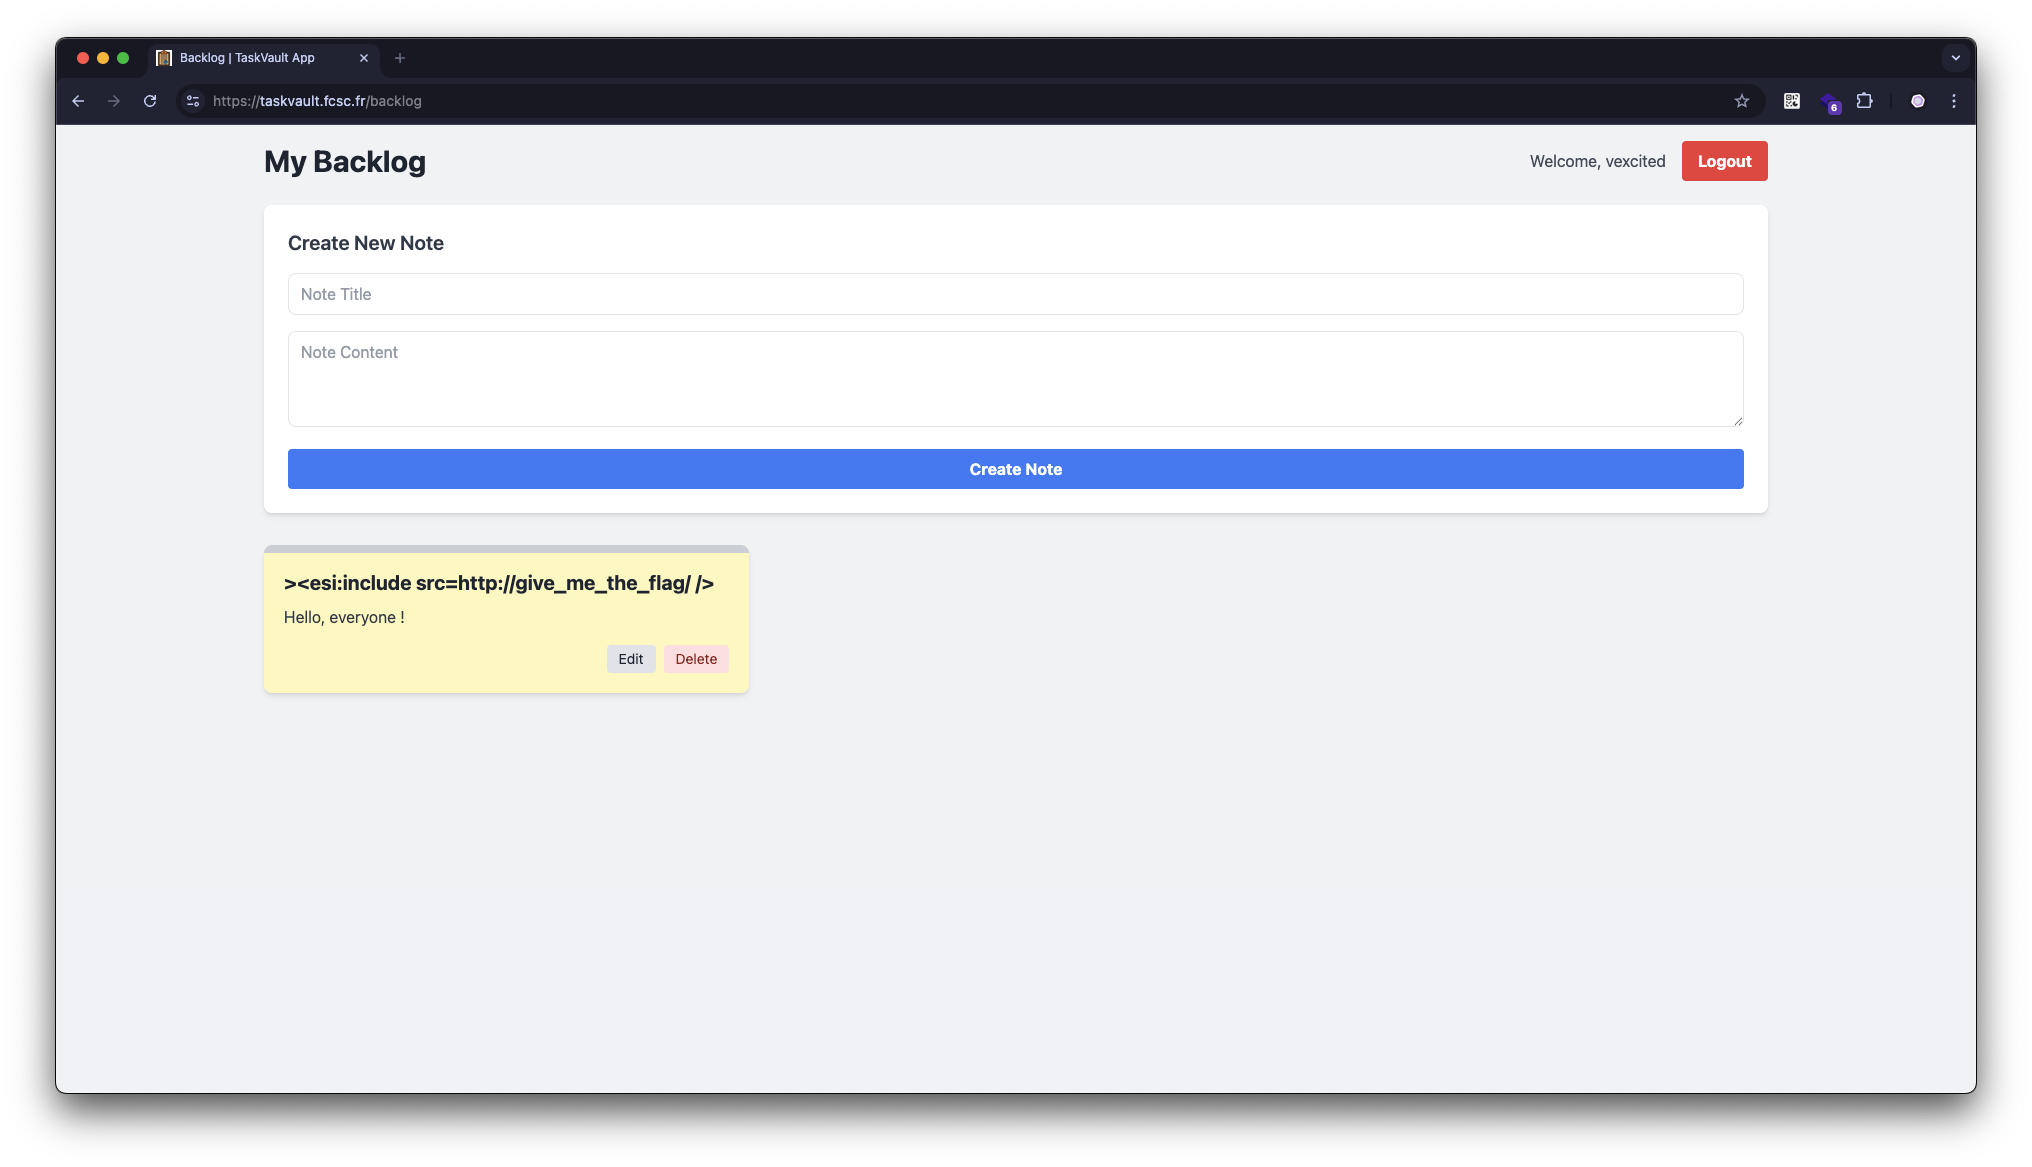 Backlog | TaskVault App
https://taskvault.fcsc.fr/backlog
6
My Backlog
Welcome, vexcited
Logout
Create New Note
Note Title
Note Content
Create Note
><esi:include src=http://give_me_the_flag/ />
Hello, everyone !
Edit
Delete